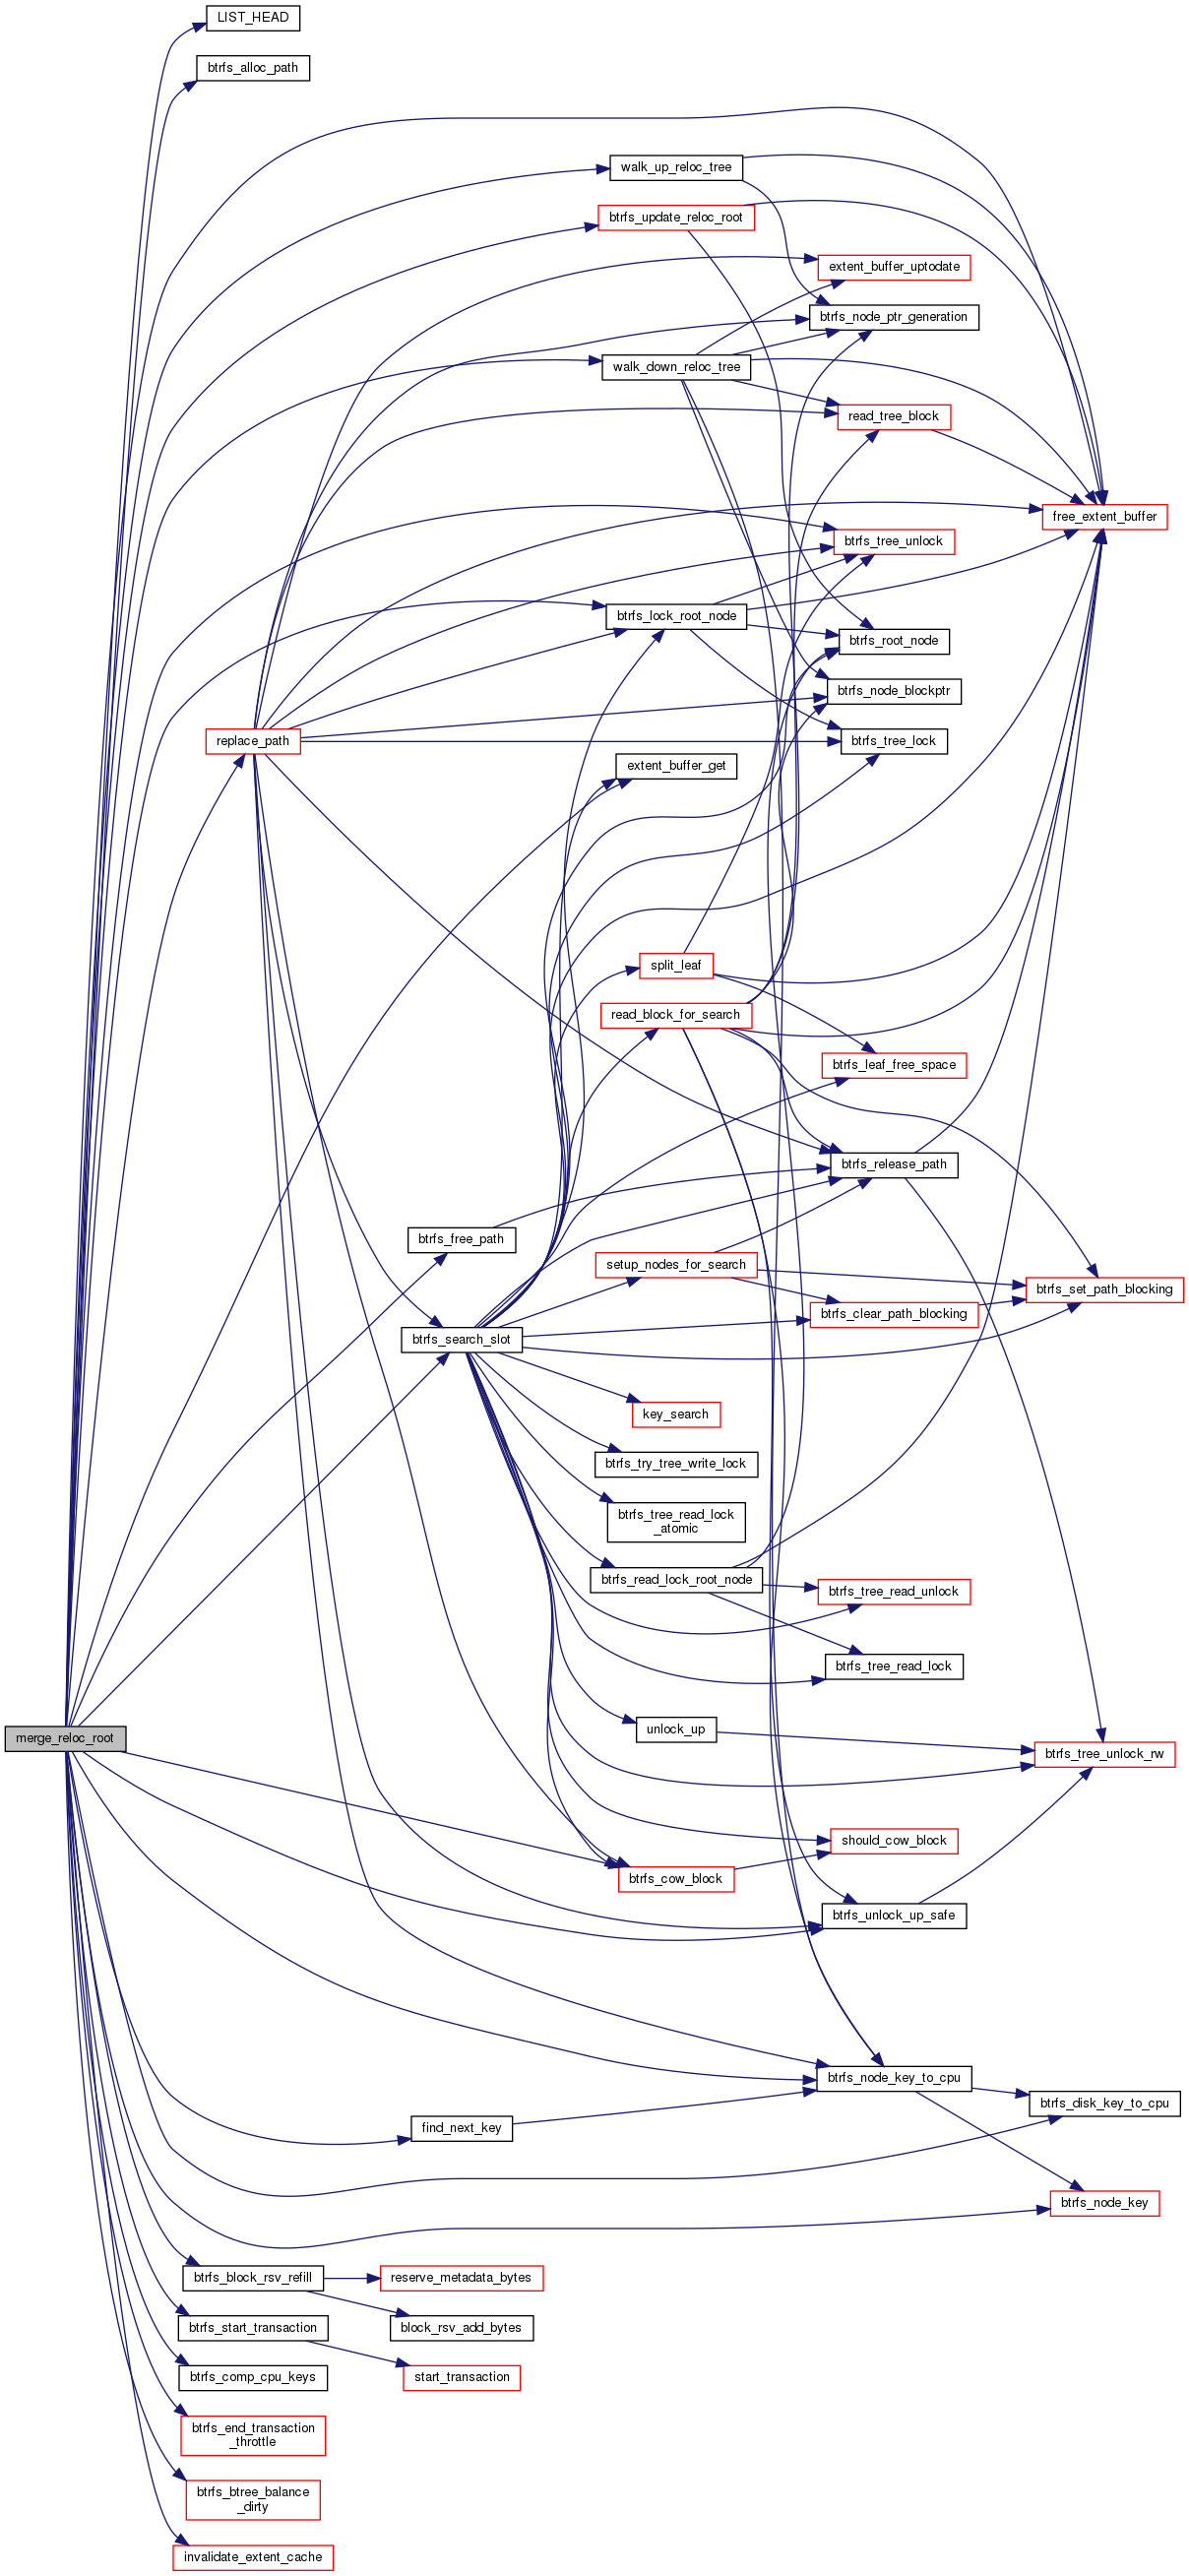 LIST_HEAD
btrfs_alloc_path
walk_up_reloc_tree
btrfs_update_reloc_root
extent_buffer_uptodate
btrfs_node_ptr_generation
walk_down_reloc_tree
read_tree_block
free_extent_buffer
btrfs_tree_unlock
btrfs_lock_root_node
btrfs_root_node
btrfs_node_blockptr
replace_path
btrfs_tree_lock
extent_buffer_get
split_leaf
read_block_for_search
btrfs_leaf_free_space
btrfs_release_path
btrfs_free_path
setup_nodes_for_search
btrfs_set_path_blocking
btrfs_clear_path_blocking
btrfs_search_slot
key_search
btrfs_try_tree_write_lock
btrfs_tree_read_lock
_atomic
btrfs_read_lock_root_node
btrfs_tree_read_unlock
btrfs_tree_read_lock
unlock_up
merge_reloc_root
btrfs_tree_unlock_rw
should_cow_block
btrfs_cow_block
btrfs_unlock_up_safe
btrfs_node_key_to_cpu
btrfs_disk_key_to_cpu
find_next_key
btrfs_node_key
btrfs_block_rsv_refill
reserve_metadata_bytes
btrfs_start_transaction
block_rsv_add_bytes
btrfs_comp_cpu_keys
start_transaction
btrfs_end_transaction
_throttle
btrfs_btree_balance
_dirty
invalidate_extent_cache